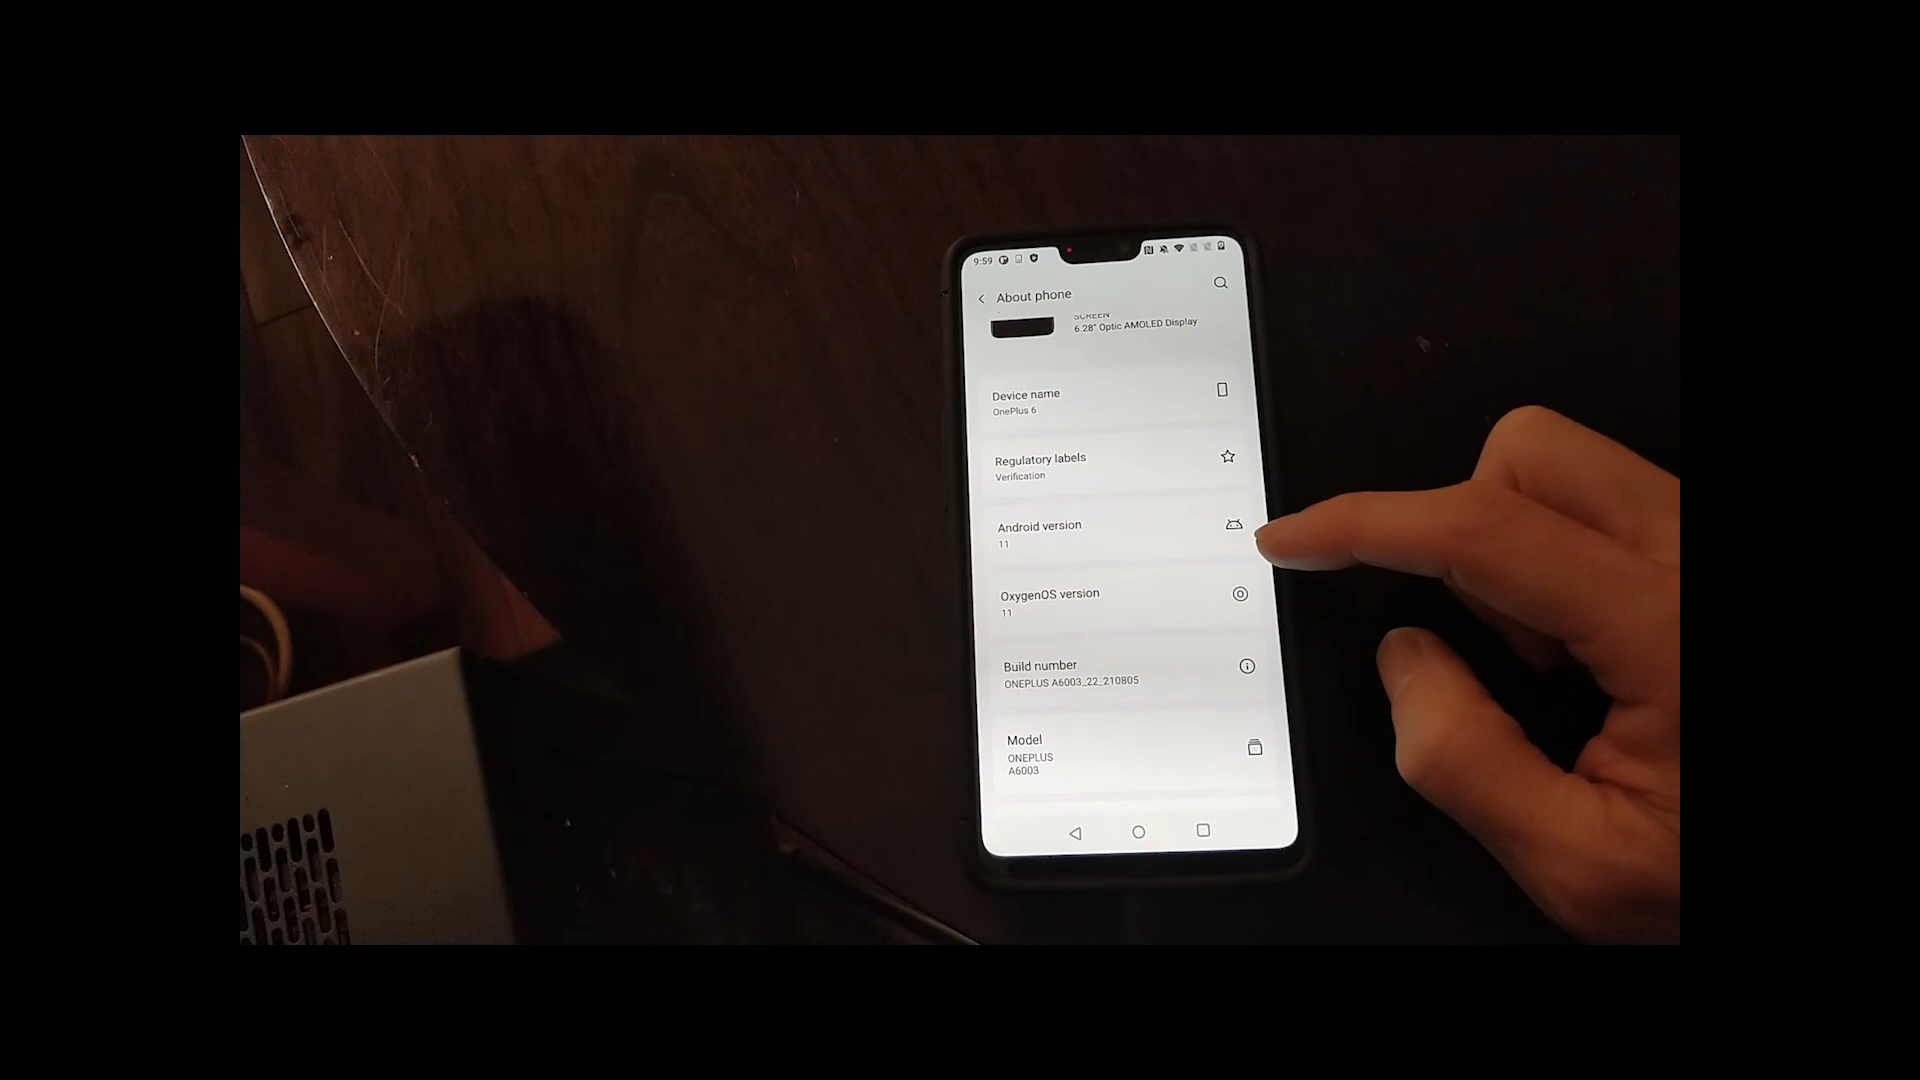 9:59
About phone
SCREEN
6.28" Optic AMOLED Display
Device name
OnePlus 6
Regulatory labels
Verification
Android version
11
OxygenOS version
11
Build number
ONEPLUS A6003_22_210805
Model
ONEPLUS
A6003